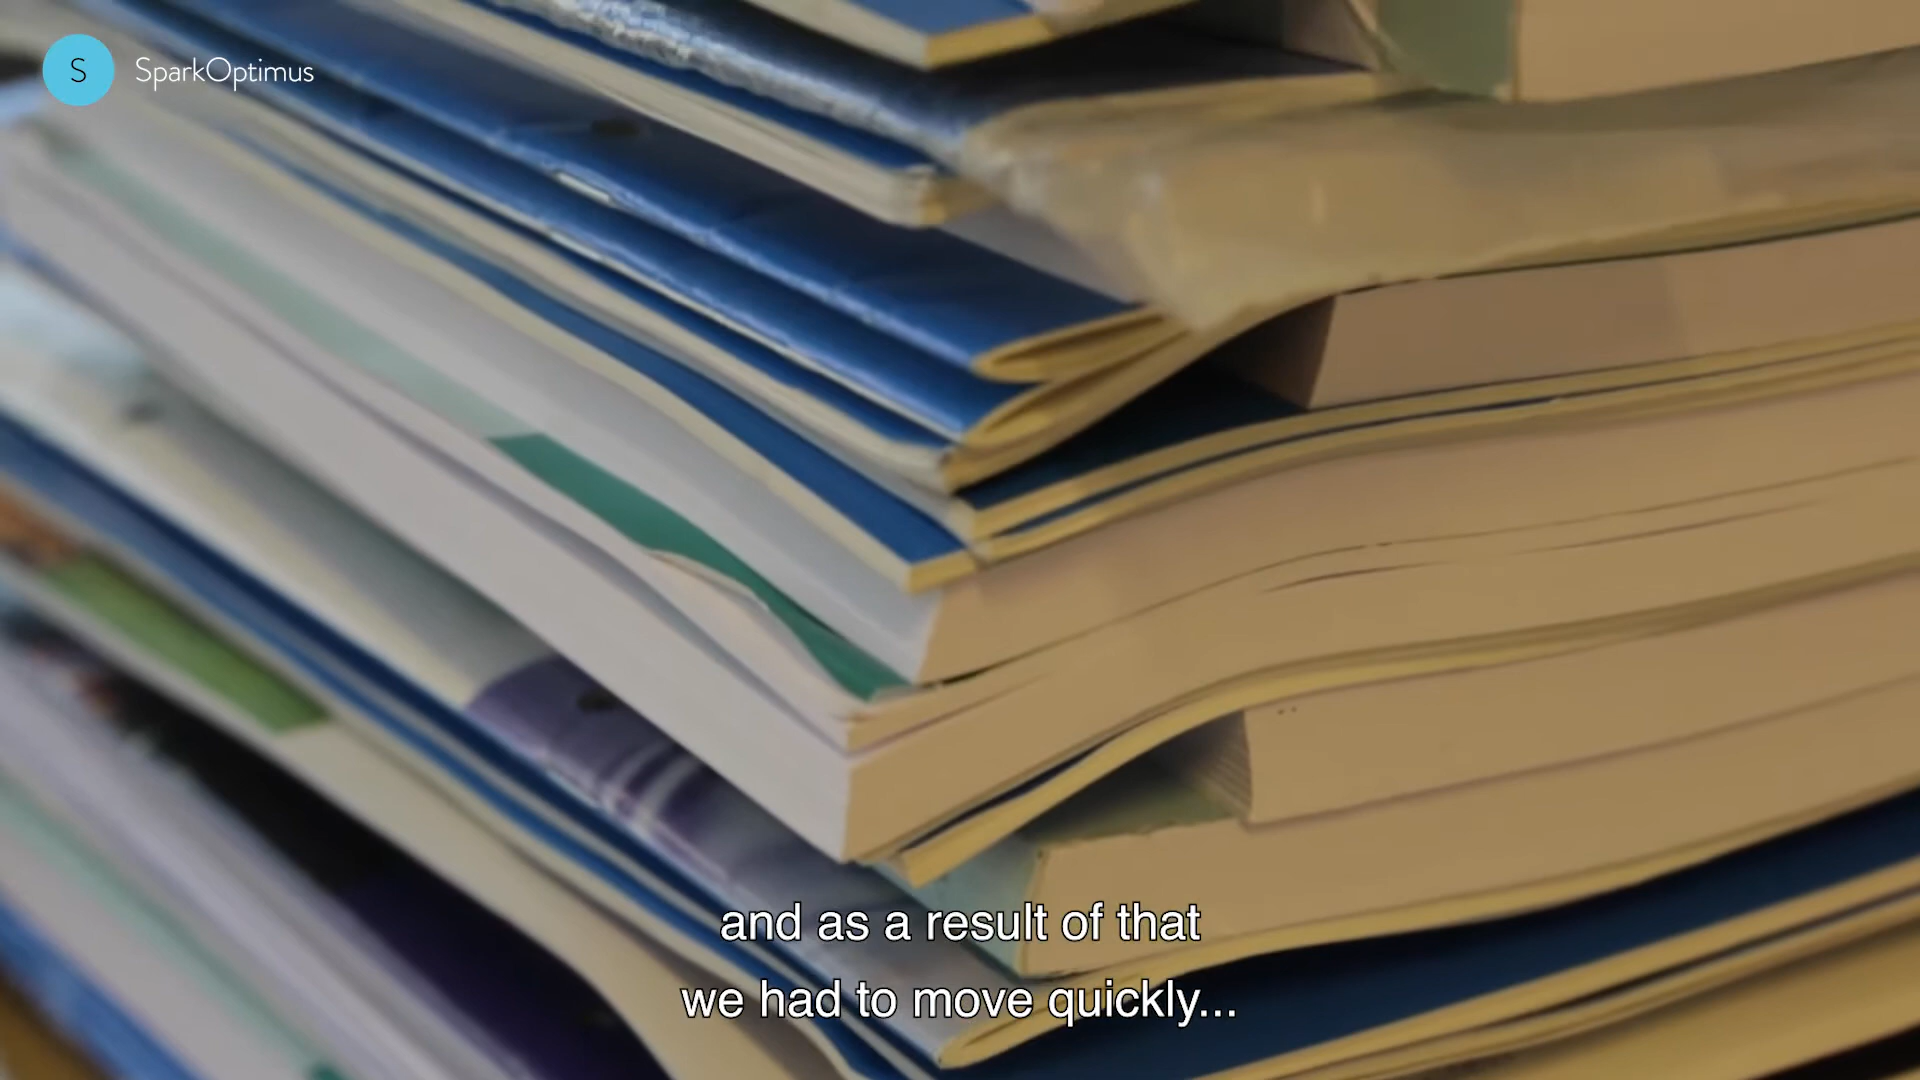 S SparkOptimus
and as a result of that
we had to move quickly...